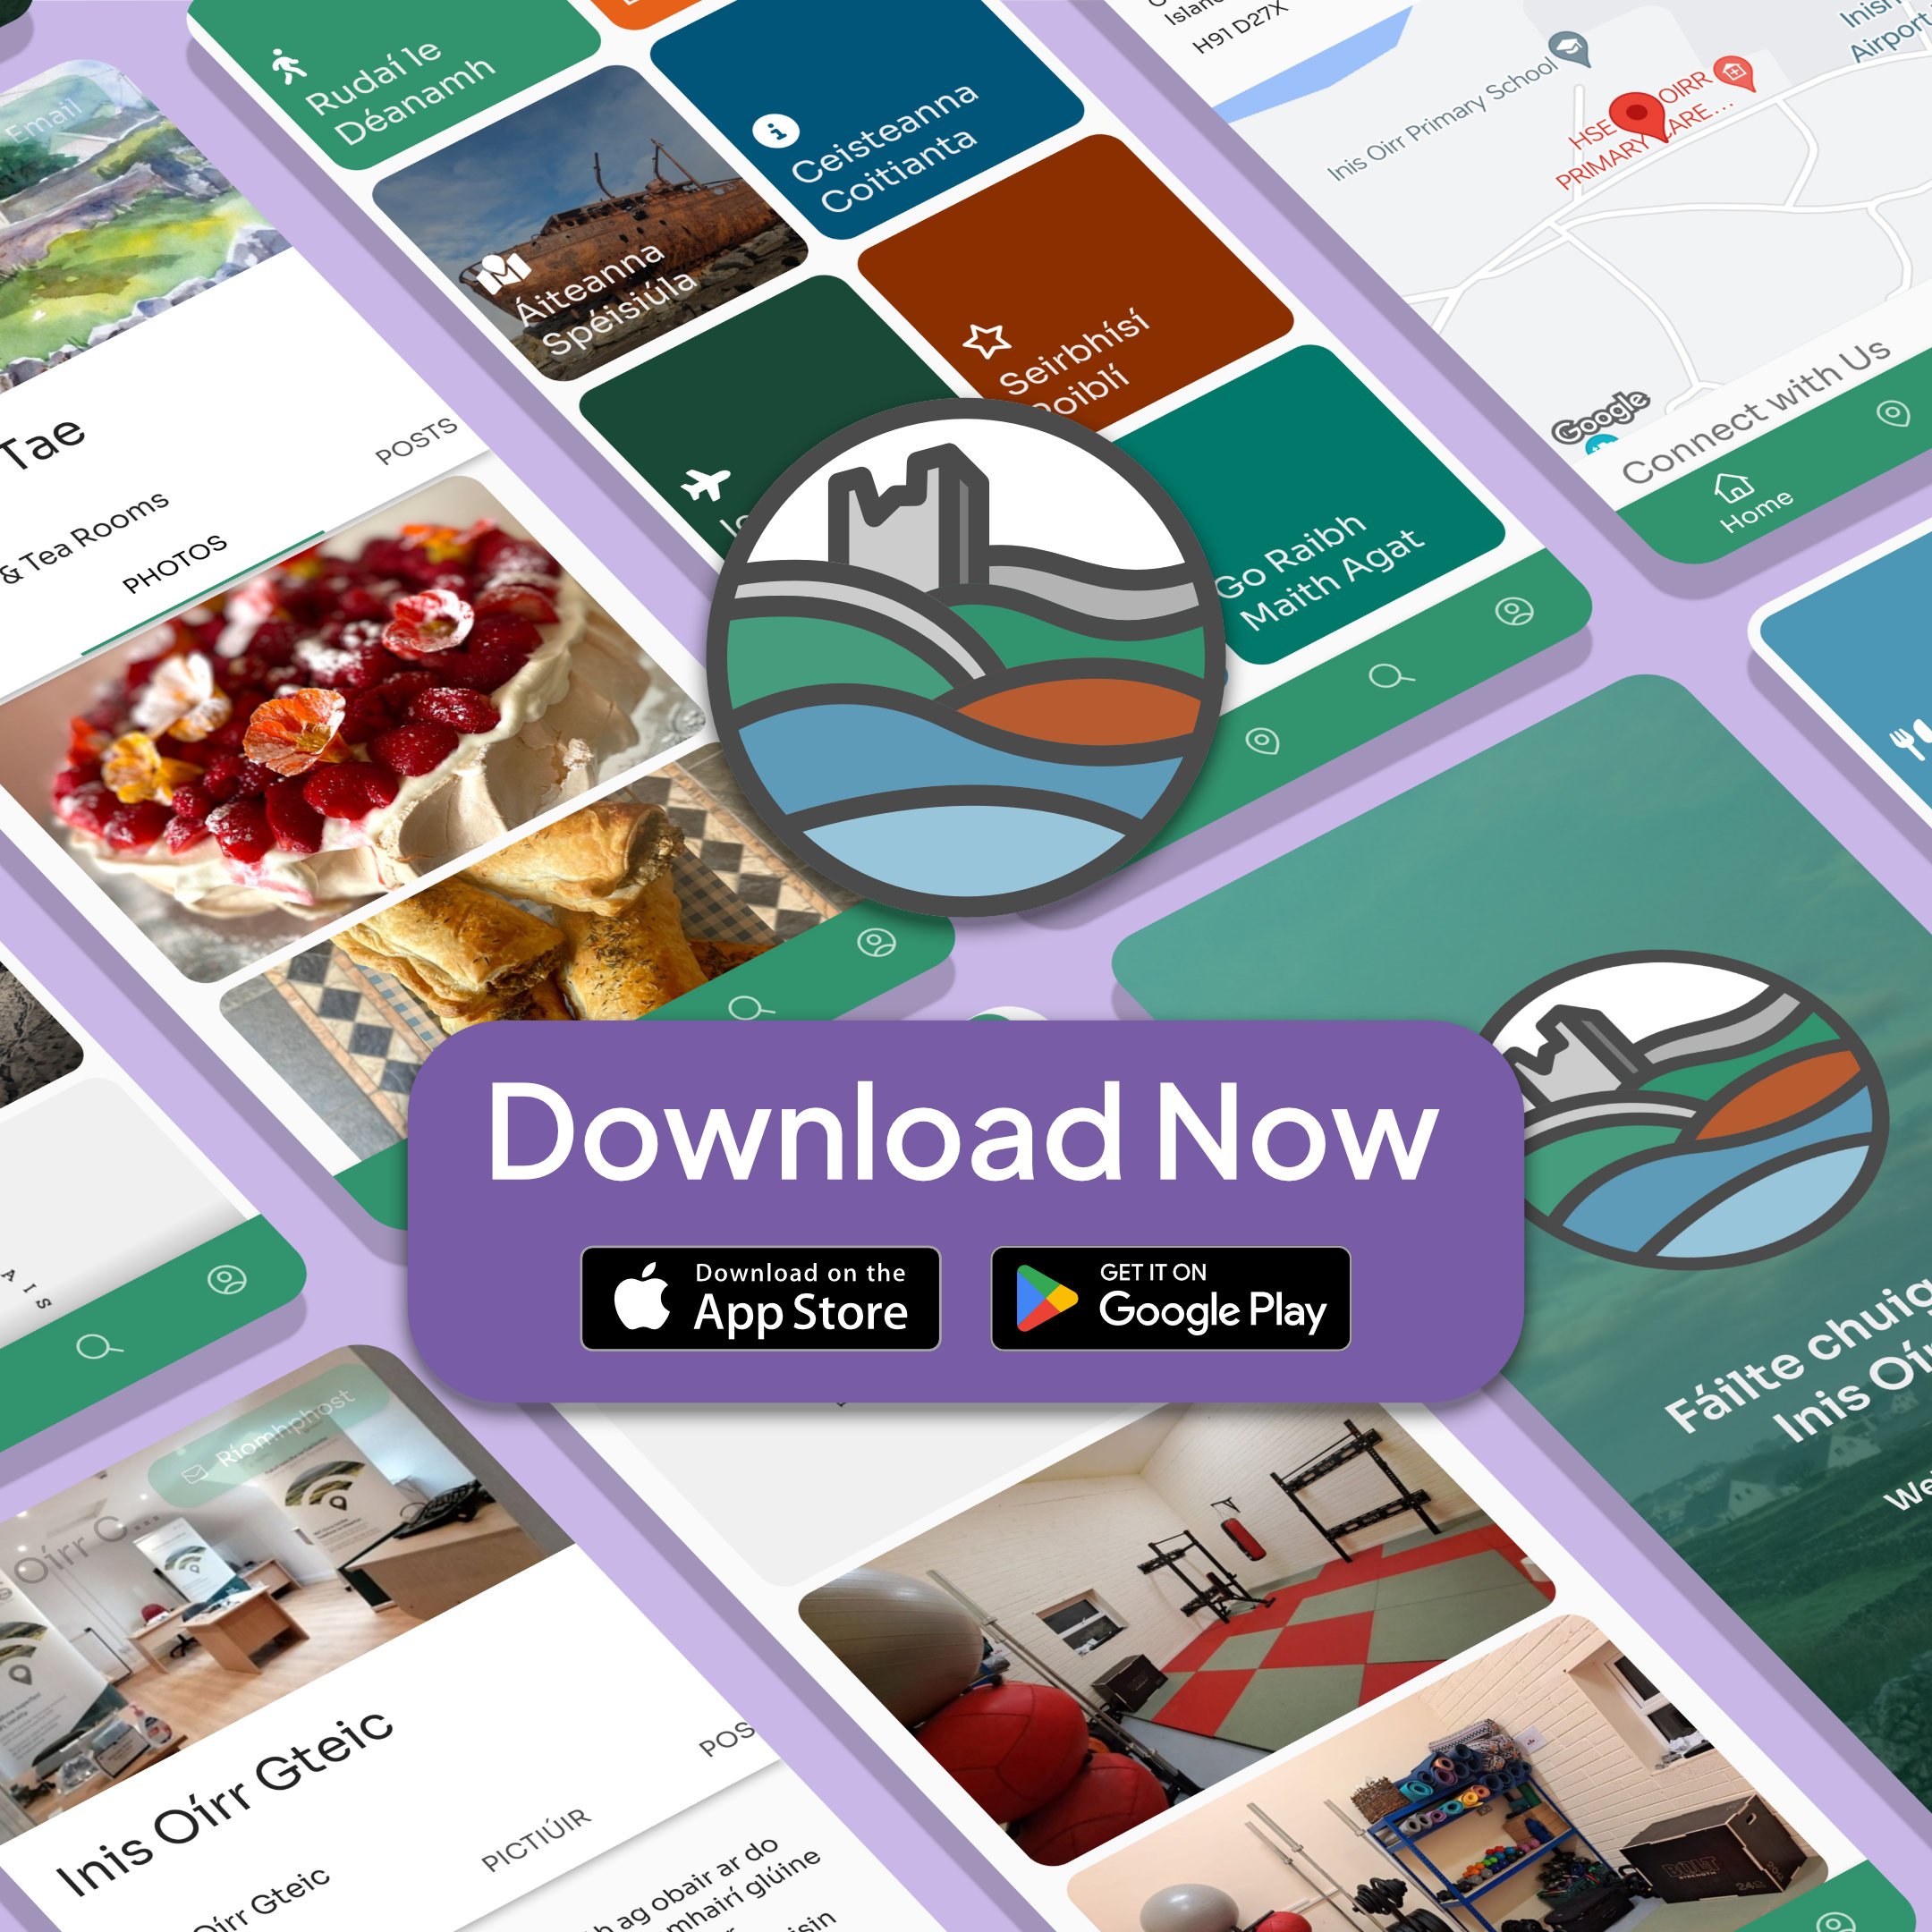 Email
Tae
& Tea Rooms
PHOTOS
POSTS
Rudaí le
Déanamh
Áiteanna
Spéisiúla
Ceisteanna
Coitianta
Seirbhísí
Poiblí
Go Raibh
Maith Agat
H91 D27X
Inis Oirr Primary School
HSE OIRR
PRIMARY CARE...
Airport
Google
Connect with Us
Home
Download Now
Download on the
App Store
GET IT ON
Google Play
Fáilte chuig
Inis Oír
We
A I S
Ríomhphost
Oírr C...
Inis Oírr Gteic
Oírr Gteic
PICTIÚIR
POS
h ag obair ar do
mhairí glúine
isin